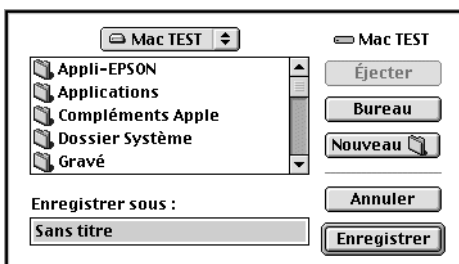 Mac TEST
Mac TEST
Appli-EPSON
Applications
Compléments Apple
Dossier Système
Gravé
Éjecter
Bureau
Nouveau
Enregistrer sous :
Sans titre
Annuler
Enregistrer